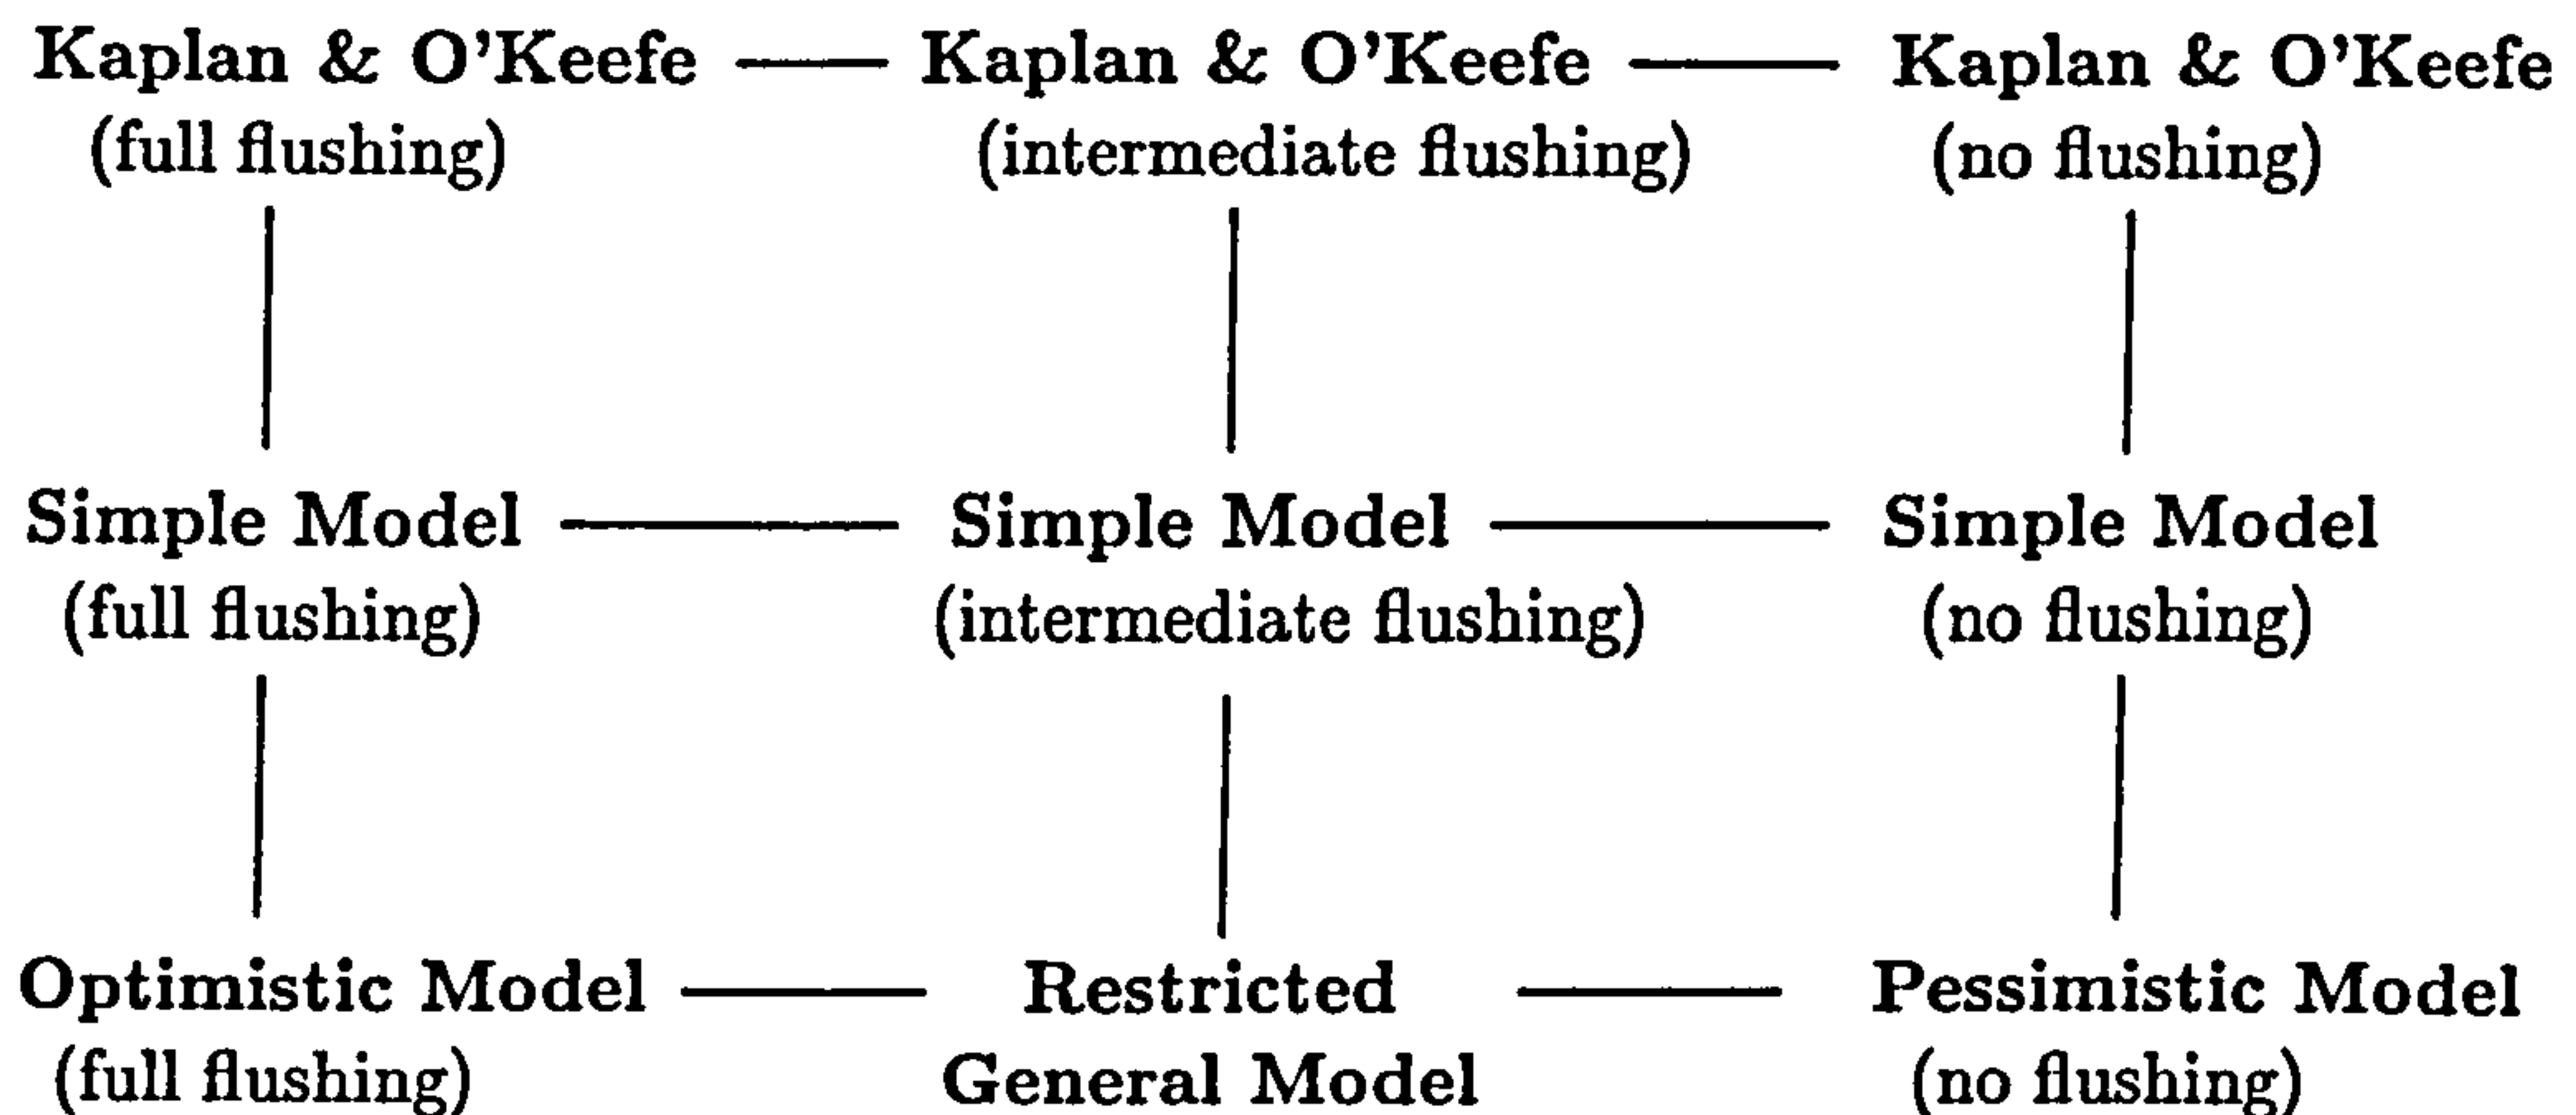 Kaplan & O'Keefe Kaplan & O'Keefe Kaplan & O'Keefe
(full flushing) (intermediate flushing) (no flushing)
Simple Model Simple Model Simple Model
(full flushing) (intermediate flushing) (no flushing)
Optimistic Model Restricted Pessimistic Model
(full flushing) General Model (no flushing)